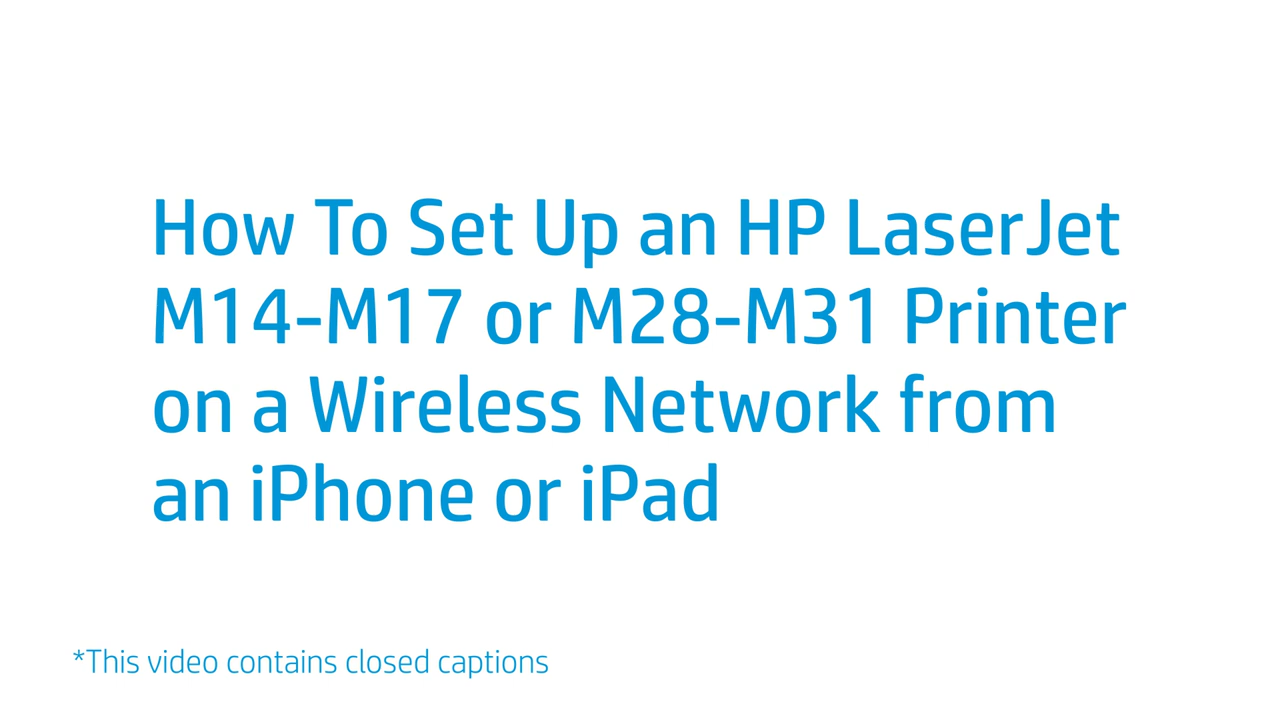 How To Set Up an HP LaserJet
M14-M17 or M28-M31 Printer
on a Wireless Network from
an iPhone or iPad
*This video contains closed captions